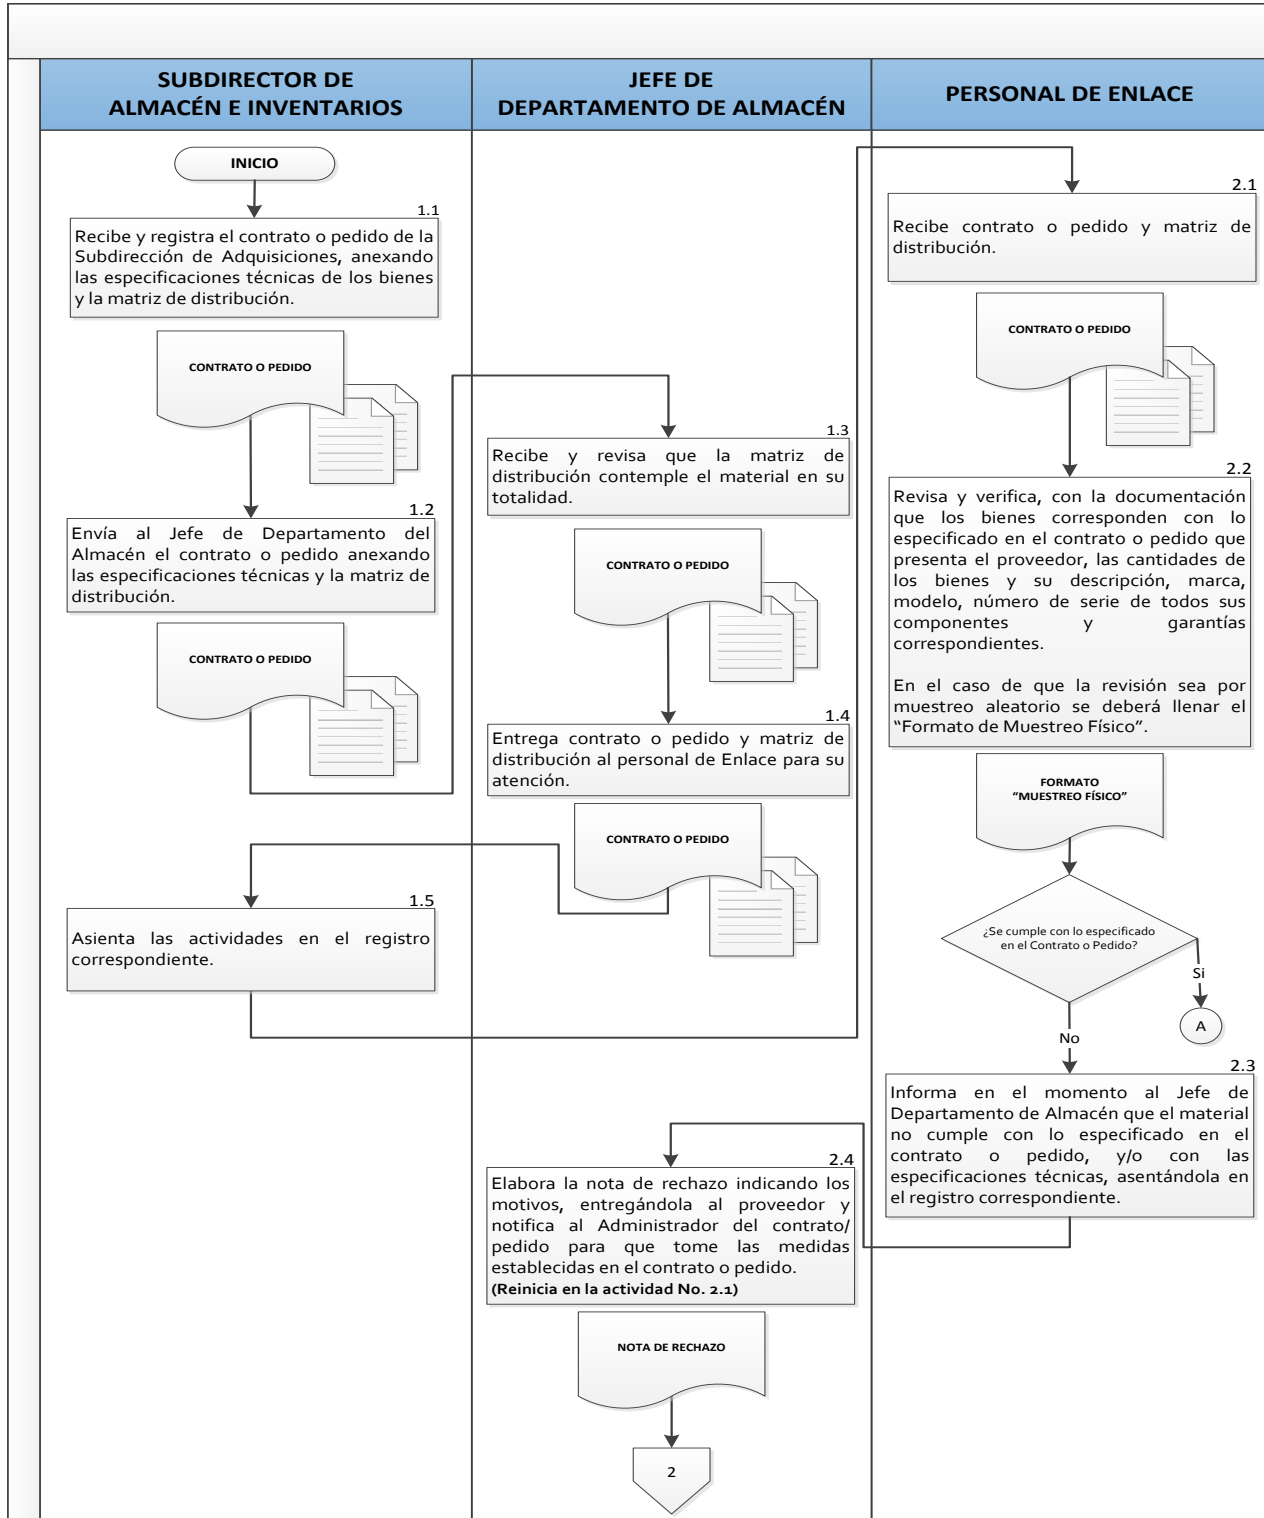 SUBDIRECTOR DE
ALMACÉN E INVENTARIOS
JEFE DE
DEPARTAMENTO DE ALMACÉN
PERSONAL DE ENLACE
INICIO
1.1
Recibe y registra el contrato o pedido de la
Subdirección de Adquisiciones, anexando
las especificaciones técnicas de los bienes
y la matriz de distribución.
CONTRATO O PEDIDO
1.2
Envía al Jefe de Departamento del
Almacén el contrato o pedido anexando
las especificaciones técnicas y la matriz de
distribución.
CONTRATO O PEDIDO
1.3
Recibe y revisa que la matriz de
distribución contemple el material en su
totalidad.
CONTRATO O PEDIDO
1.4
Entrega contrato o pedido y matriz de
distribución al personal de Enlace para su
atención.
CONTRATO O PEDIDO
1.5
Asienta las actividades en el registro
correspondiente.
2.1
Recibe contrato o pedido y matriz de
distribución.
CONTRATO O PEDIDO
2.2
Revisa y verifica, con la documentación
que los bienes corresponden con lo
especificado en el contrato o pedido que
presenta el proveedor, las cantidades de
los bienes y su descripción, marca,
modelo, número de serie de todos sus
componentes y garantías
correspondientes.
En el caso de que la revisión sea por
muestreo aleatorio se deberá llenar el
“Formato de Muestreo Físico”.
FORMATO
“MUESTREO FÍSICO”
¿Se cumple con lo especificado
en el Contrato o Pedido?
Si
A
No
2.3
Informa en el momento al Jefe de
Departamento de Almacén que el material
no cumple con lo especificado en el
contrato o pedido, y/o con las
especificaciones técnicas, asentándola en
el registro correspondiente.
2.4
Elabora la nota de rechazo indicando los
motivos, entregándola al proveedor y
notifica al Administrador del contrato/
pedido para que tome las medidas
establecidas en el contrato o pedido.
(Reinicia en la actividad No. 2.1)
NOTA DE RECHAZO
2